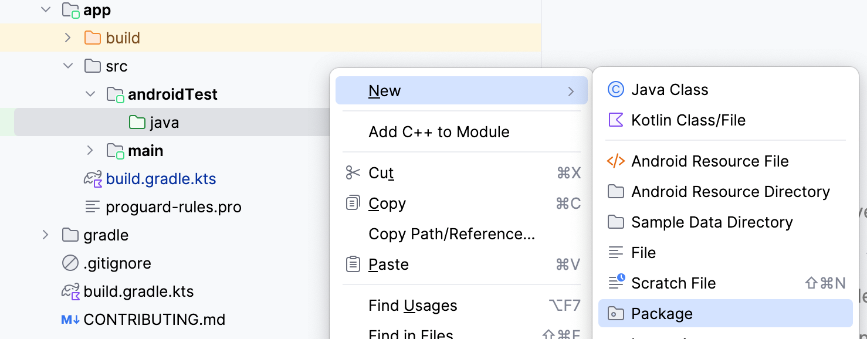 app
build
src
androidTest
java
main
build.gradle.kts
proguard-rules.pro
gradle
.gitignore
build.gradle.kts
M↓ CONTRIBUTING.md
New
Add C++ to Module
Cut ⌘X
Copy ⌘C
Copy Path/Reference...
Paste ⌘V
Find Usages ⌥F7
Find in Files ⇧⌘F
Java Class
Kotlin Class/File
Android Resource File
Android Resource Directory
Sample Data Directory
File
Scratch File ⇧⌘N
Package